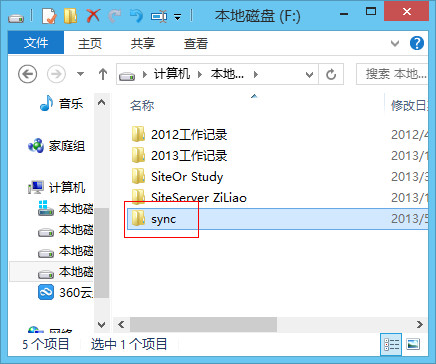 本地磁盘 (F:)
文件 主页 共享 查看
计算机 本地... 搜索 本地...
名称 修改日
音乐
家庭组
计算机
本地磁
本地磁
本地磁
本地磁
360云
网络
2012工作记录 2012/4
2013工作记录 2013/1
SiteOr Study 2013/3
SiteServer ZiLiao 2013/1
sync 2013/5
5 个项目 选中 1 个项目